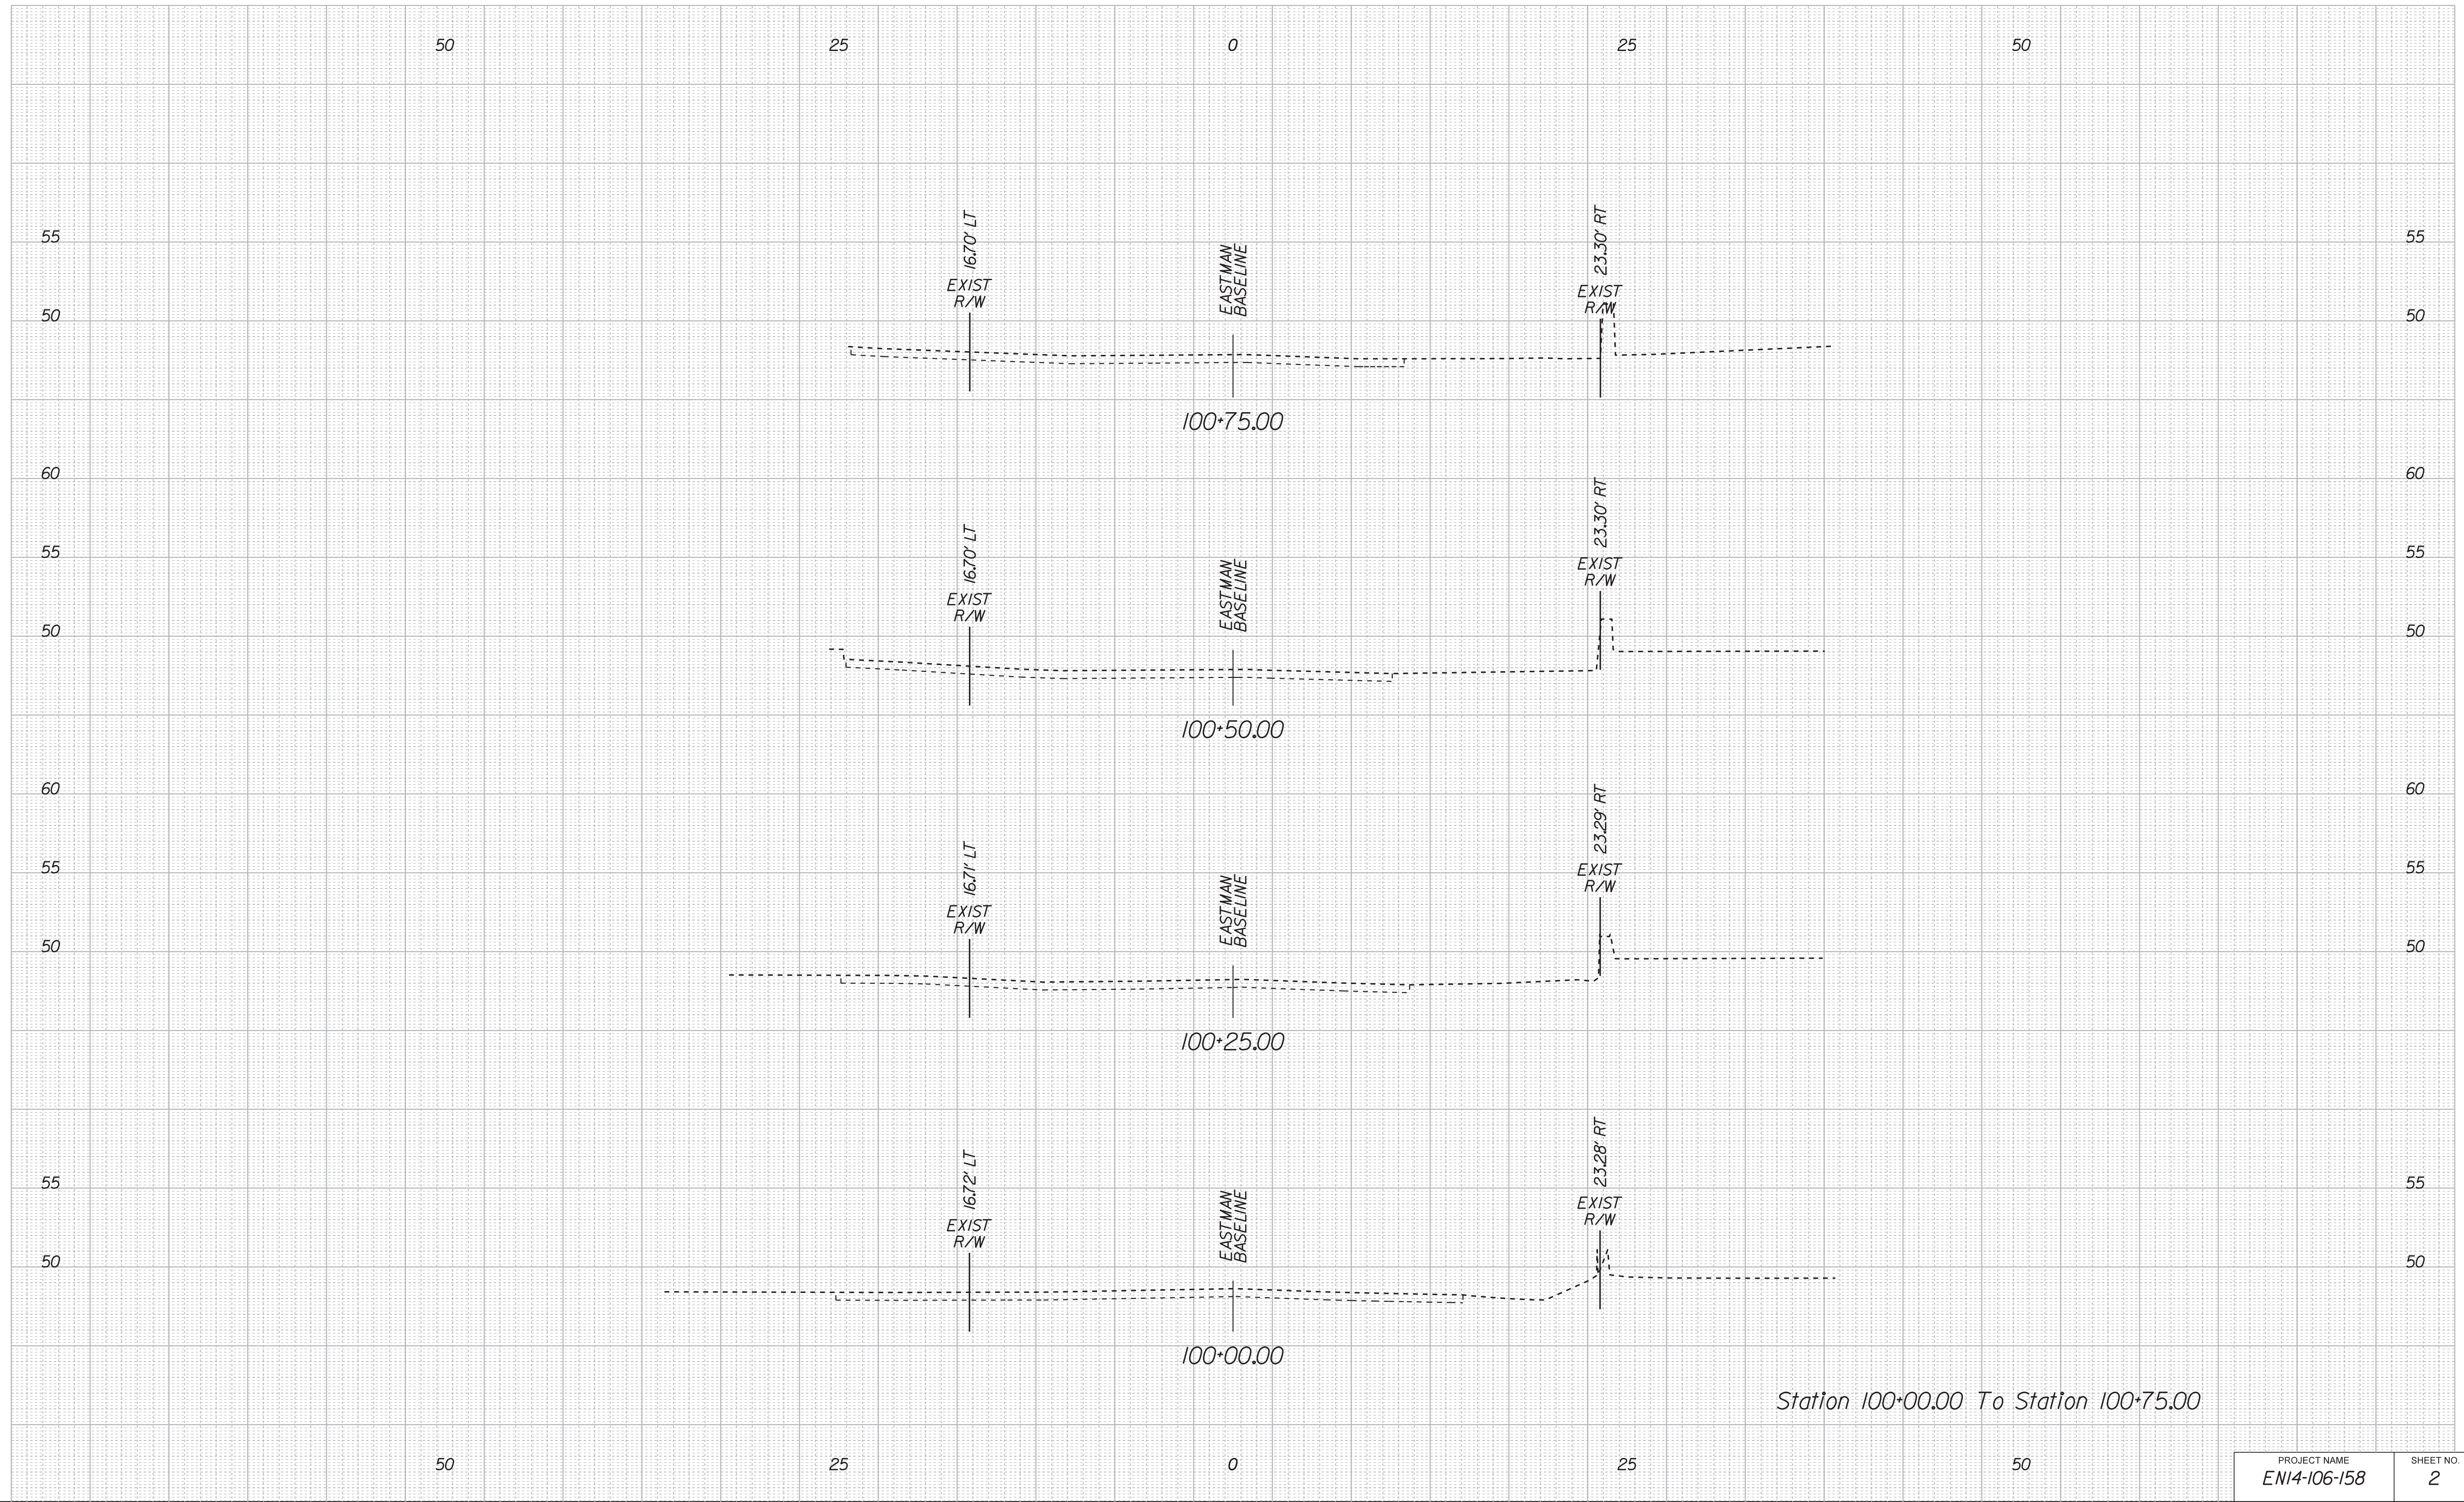 50 25 0 25 50
16.70' LT
EXIST
R/W
EASTMAN
BASELINE
23.30' RT
EXIST
R/W
55 55
50 50
100+75.00
60 60
16.70' LT
EXIST
R/W
EASTMAN
BASELINE
23.30' RT
EXIST
R/W
55 55
50 50
100+50.00
60 60
16.71' LT
EXIST
R/W
EASTMAN
BASELINE
23.29' RT
EXIST
R/W
55 55
50 50
100+25.00
16.72' LT
EXIST
R/W
EASTMAN
BASELINE
23.28' RT
EXIST
R/W
55 55
50 50
100+00.00
Station 100+00.00 To Station 100+75.00
50 25 0 25 50
PROJECT NAME
EN14-106-158
SHEET NO.
2